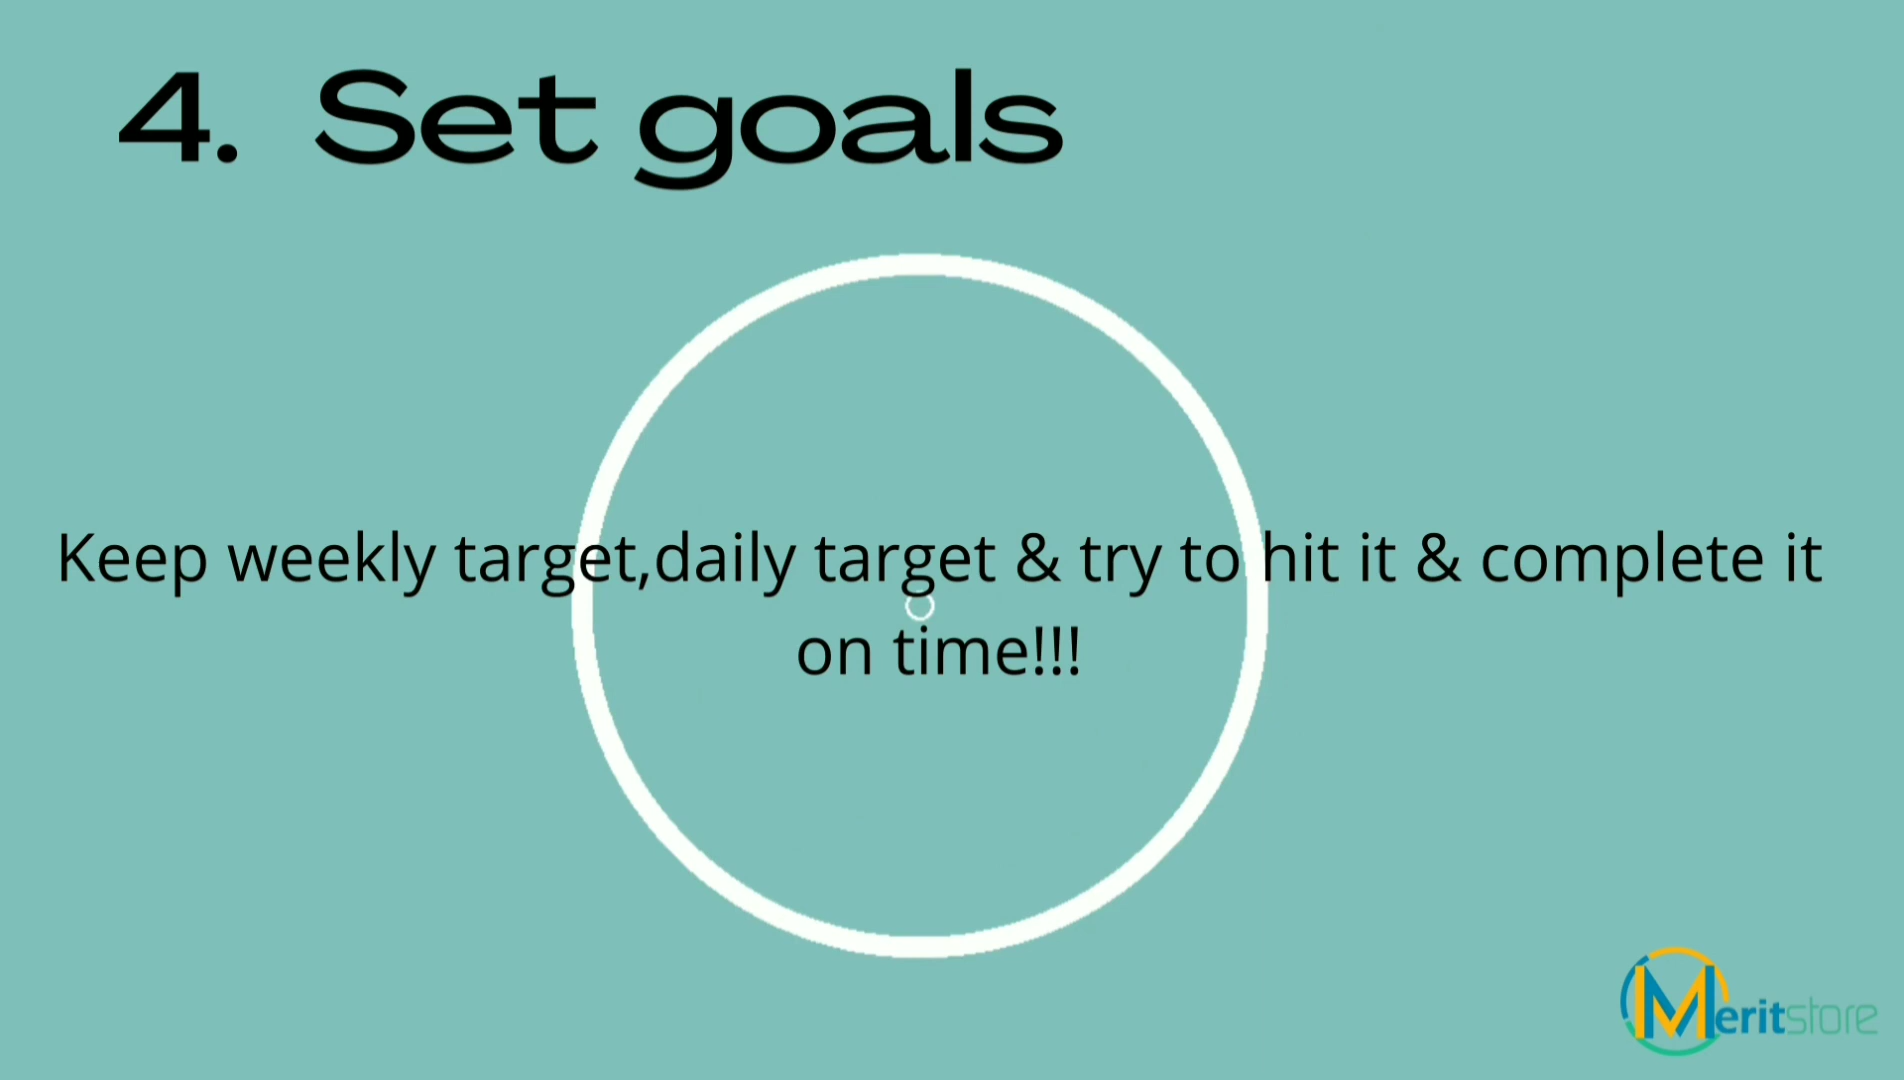 4. Set goals
Keep weekly target,daily target & try to hit it & complete it
on time!!!
Meritstore